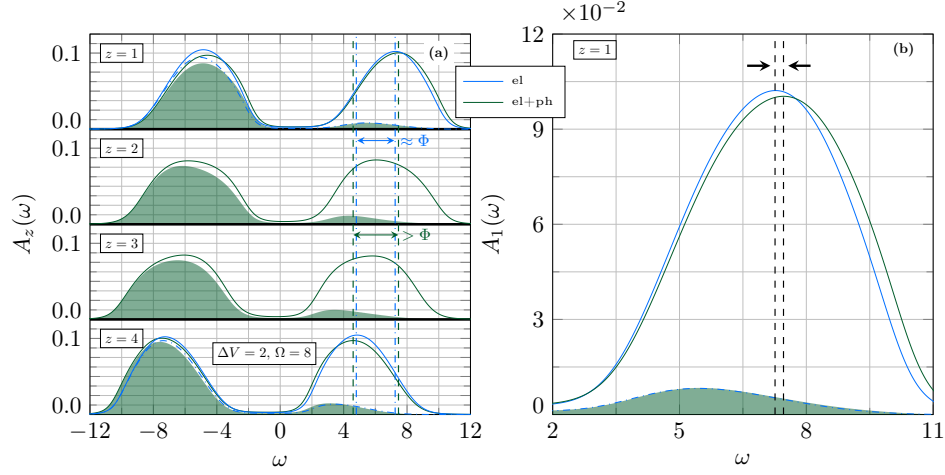 ×10⁻²
0.1
0.0
z = 1
(a)
A_z(ω)
0.1
0.0
z = 2
≈ Φ
0.1
0.0
z = 3
> Φ
0.1
0.0
z = 4
ΔV = 2, Ω = 8
−12 −8 −4 0 4 8 12
ω
el
el+ph
z = 1
(b)
A₁(ω)
12
9
6
3
0
2 5 8 11
ω